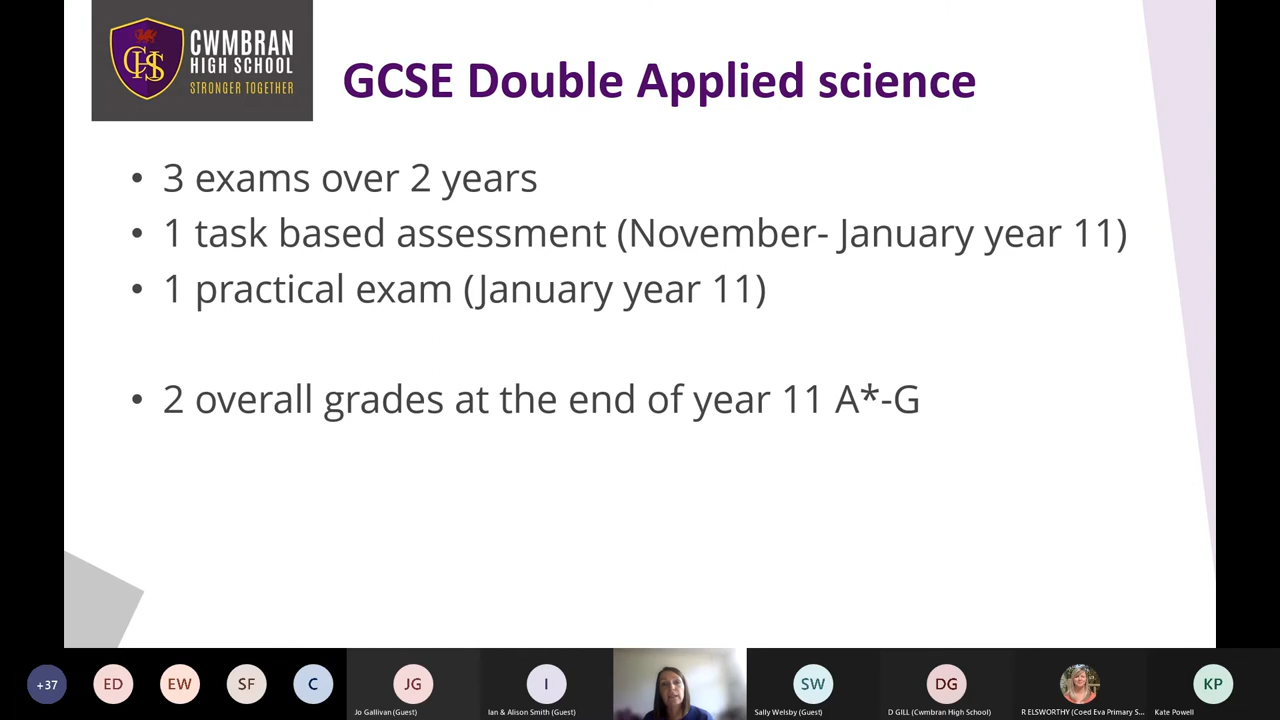 CWMBRAN
HIGH SCHOOL
STRONGER TOGETHER
CHS
GCSE Double Applied science
• 3 exams over 2 years
• 1 task based assessment (November- January year 11)
• 1 practical exam (January year 11)
• 2 overall grades at the end of year 11 A*-G
+37
ED
EW
SF
C
JG
I
SW
DG
KP
Jo Gallivan (Guest)
Ian & Alison Smith (Guest)
Sally Welsby (Guest)
D GILL (Cwmbran High School)
R ELSWORTHY (Coed Eva Primary S...
Kate Powell